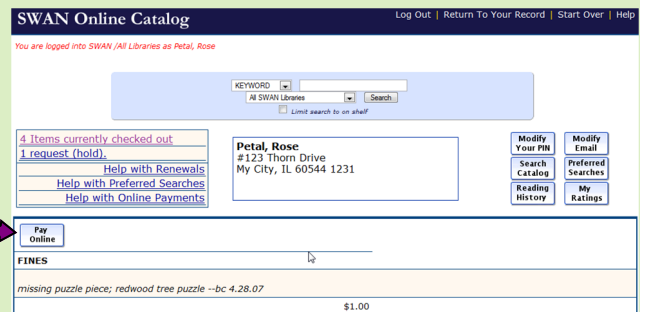 SWAN Online Catalog
Log Out | Return To Your Record | Start Over | Help
You are logged into SWAN /All Libraries as Petal, Rose
KEYWORD
All SWAN Libraries Search
Limit search to on shelf
4 Items currently checked out
1 request (hold).
Help with Renewals
Help with Preferred Searches
Help with Online Payments
Petal, Rose
#123 Thorn Drive
My City, IL 60544 1231
Modify Your PIN
Modify Email
Search Catalog
Preferred Searches
Reading History
My Ratings
Pay Online
FINES
missing puzzle piece; redwood tree puzzle --bc 4.28.07
$1.00